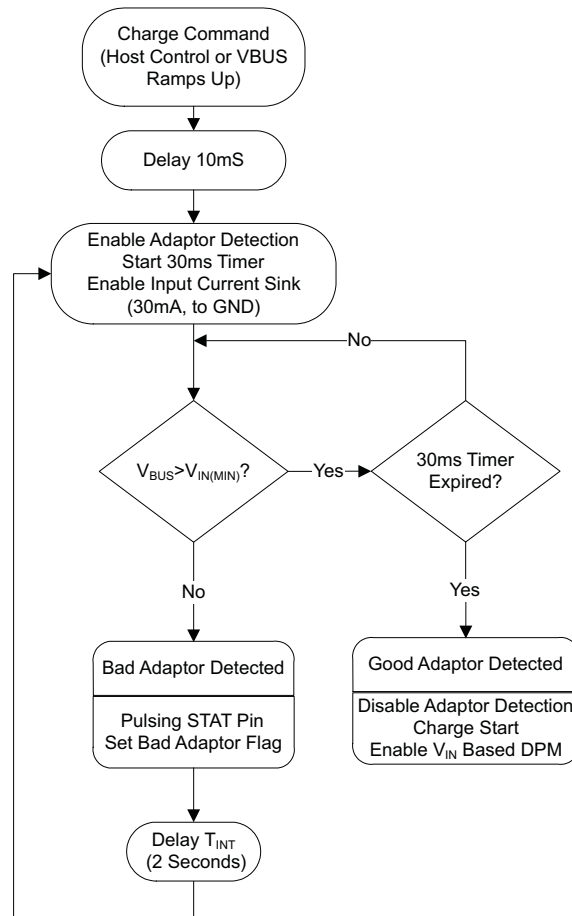 Charge Command
(Host Control or VBUS
Ramps Up)
Delay 10mS
Enable Adaptor Detection
Start 30ms Timer
Enable Input Current Sink
(30mA, to GND)
No
V_BUS>V_IN(MIN)?
Yes
30ms Timer
Expired?
No
Yes
Bad Adaptor Detected
Pulsing STAT Pin
Set Bad Adaptor Flag
Good Adaptor Detected
Disable Adaptor Detection
Charge Start
Enable V_IN Based DPM
Delay T_INT
(2 Seconds)